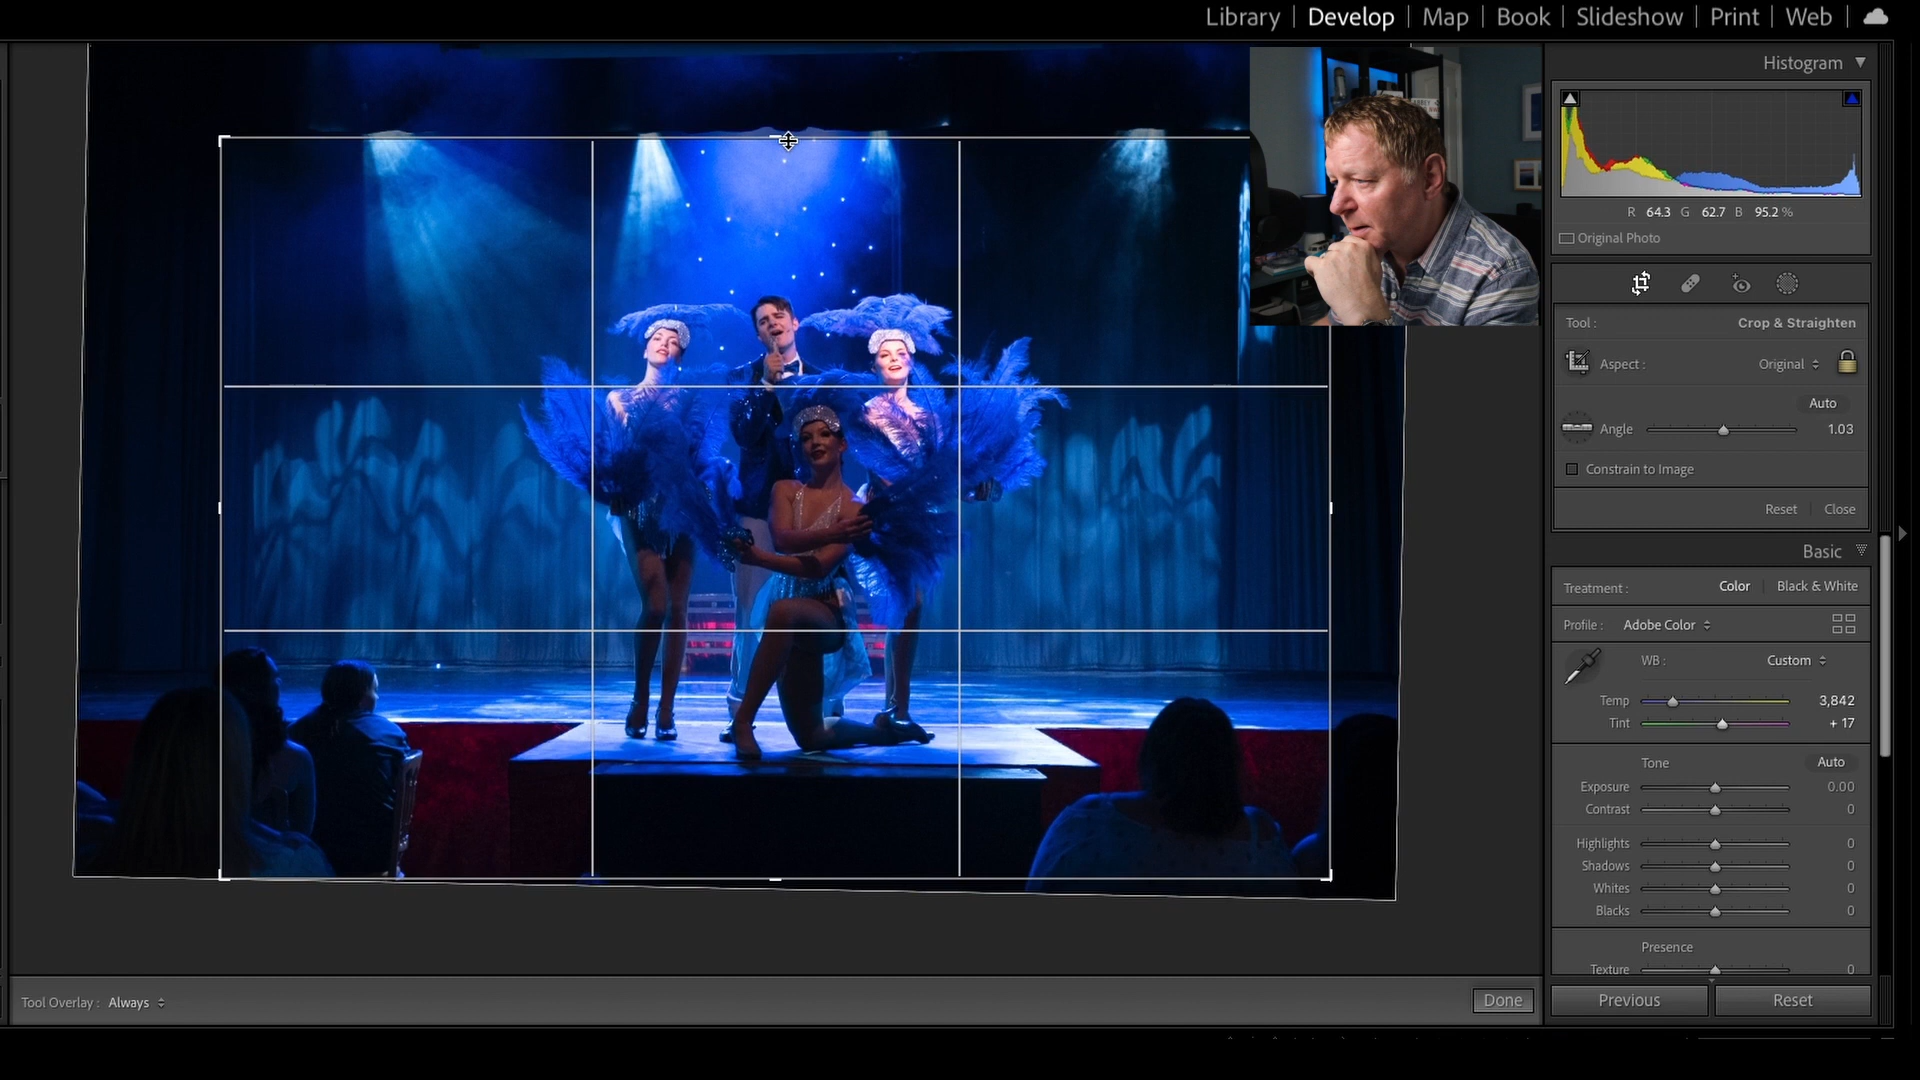 Library | Develop | Map | Book | Slideshow | Print | Web
Histogram
R 64.3 G 62.7 B 95.2 %
Original Photo
Tool : Crop & Straighten
Aspect : Original
Auto
Angle 1.03
Constrain to Image
Reset Close
Basic
Treatment : Color Black & White
Profile : Adobe Color
WB : Custom
Temp 3,842
Tint + 17
Tone Auto
Exposure 0.00
Contrast 0
Highlights 0
Shadows 0
Whites 0
Blacks 0
Presence
Texture 0
Tool Overlay : Always
Done
Previous Reset